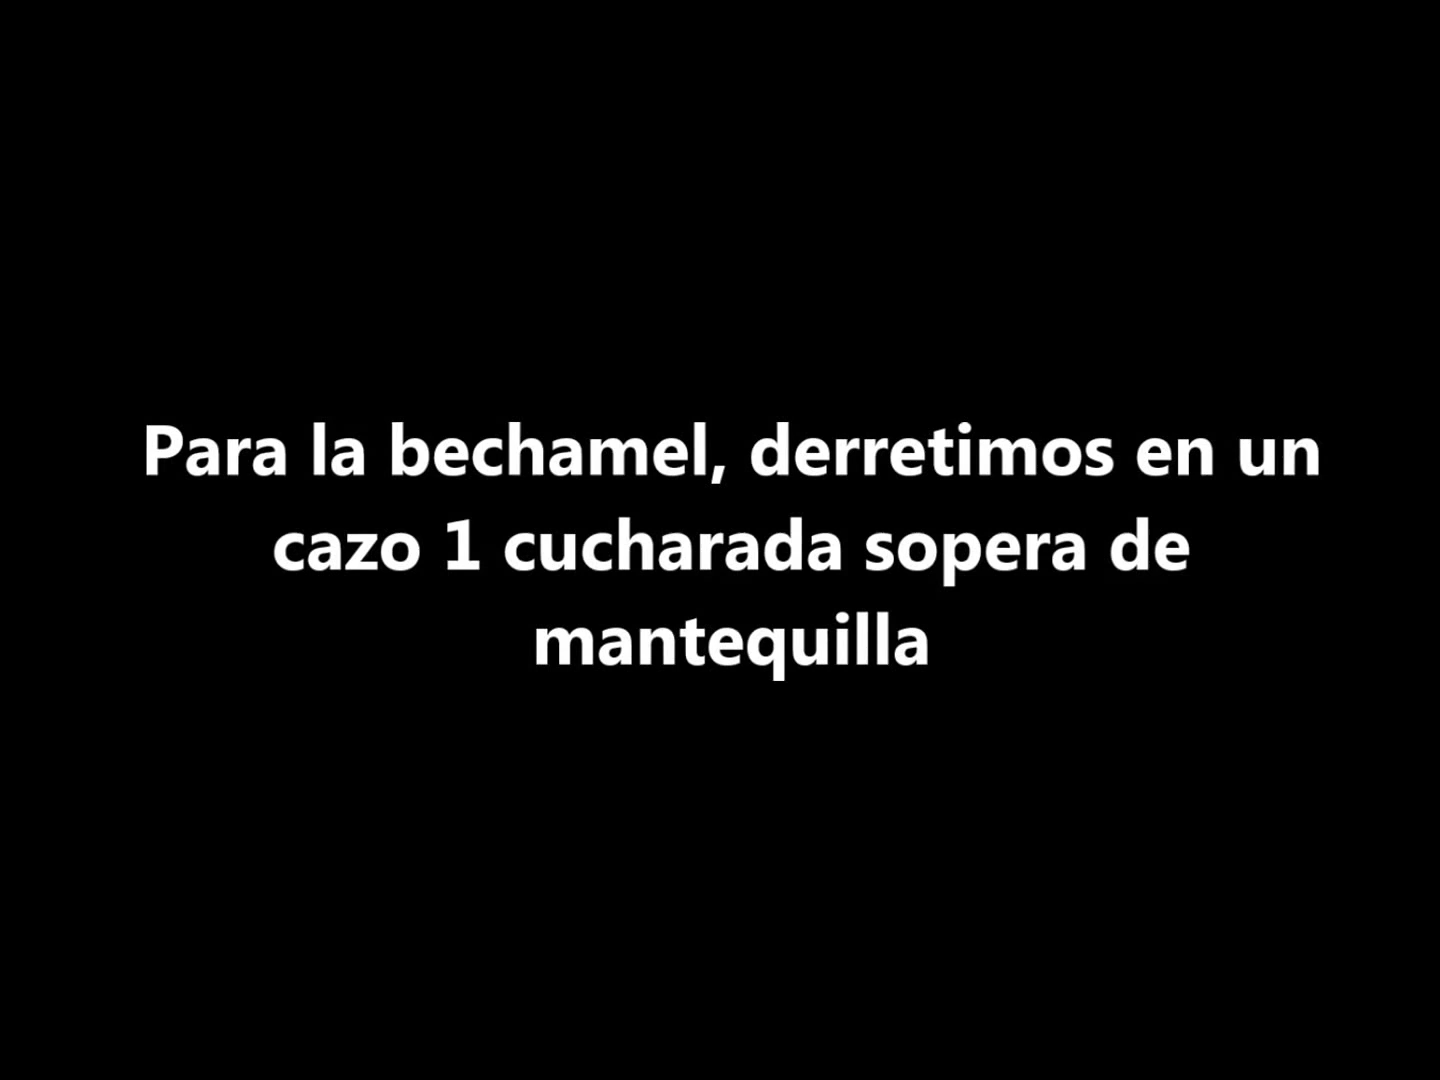 Para la bechamel, derretimos en un
cazo 1 cucharada sopera de
mantequilla